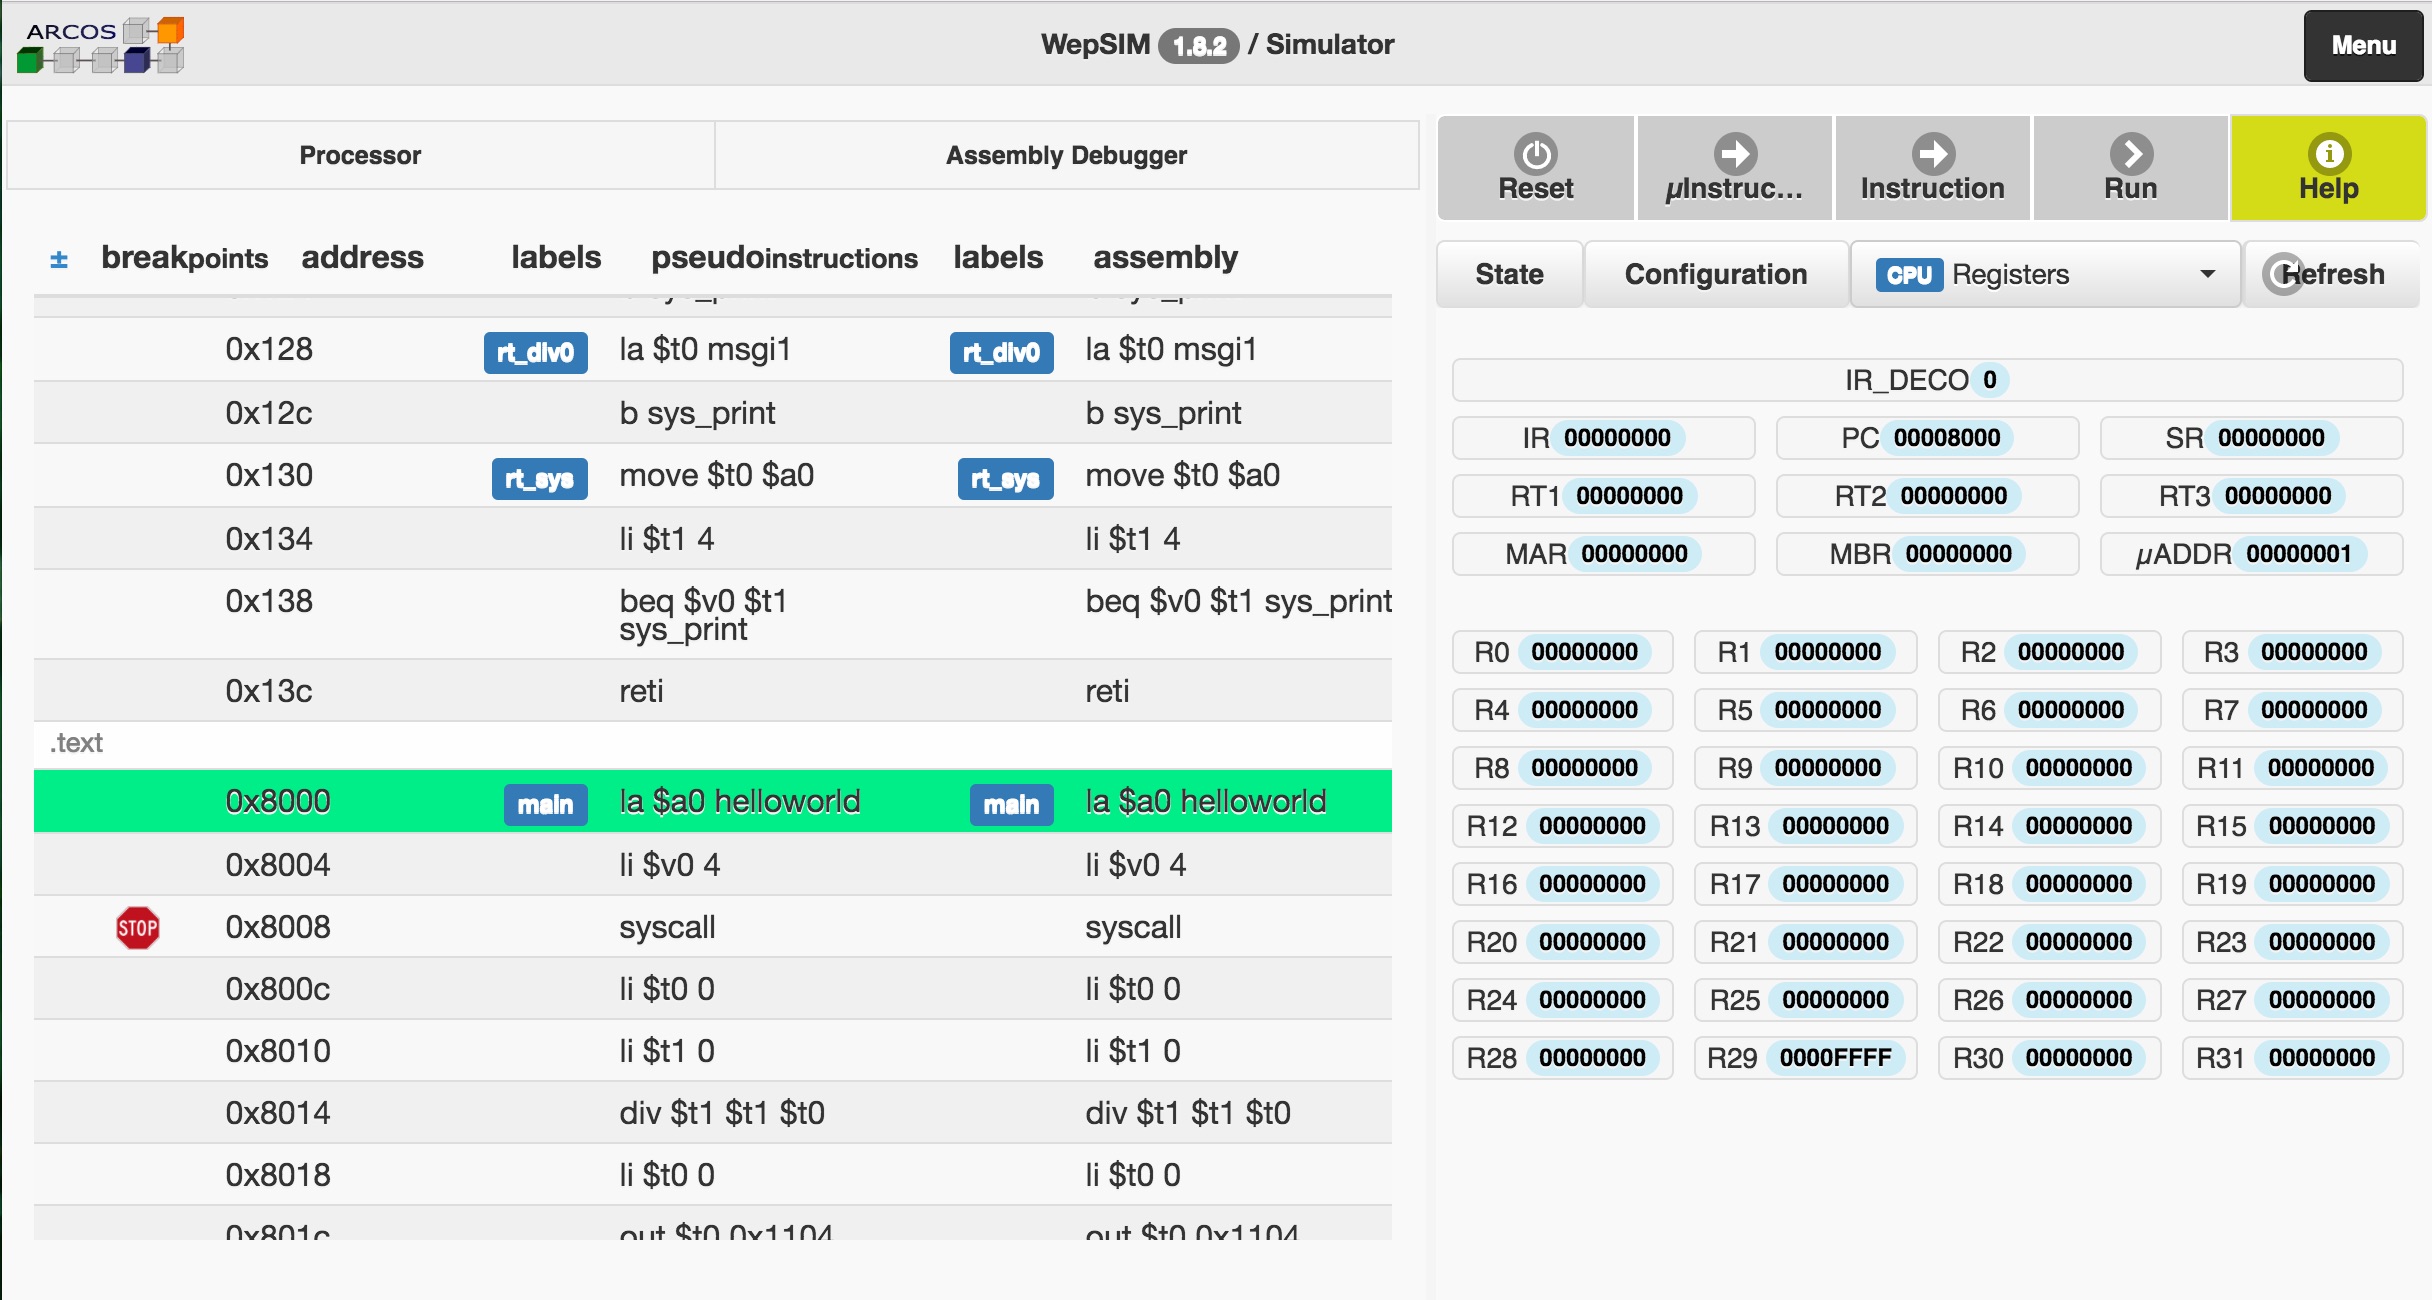 ARCOS
WepSIM 1.8.2 / Simulator
Menu
Processor
Assembly Debugger
Reset
µInstruc...
Instruction
Run
Help
State
Configuration
CPU Registers
Refresh
± breakpoints address labels pseudoinstructions labels assembly
0x128 rt_div0 la $t0 msgi1 rt_div0 la $t0 msgi1
0x12c b sys_print b sys_print
0x130 rt_sys move $t0 $a0 rt_sys move $t0 $a0
0x134 li $t1 4 li $t1 4
0x138 beq $v0 $t1 beq $v0 $t1 sys_print
sys_print
0x13c reti reti
.text
0x8000 main la $a0 helloworld main la $a0 helloworld
0x8004 li $v0 4 li $v0 4
STOP 0x8008 syscall syscall
0x800c li $t0 0 li $t0 0
0x8010 li $t1 0 li $t1 0
0x8014 div $t1 $t1 $t0 div $t1 $t1 $t0
0x8018 li $t0 0 li $t0 0
0x801c out $t0 0x1104 out $t0 0x1104
IR_DECO 0
IR 00000000 PC 00008000 SR 00000000
RT1 00000000 RT2 00000000 RT3 00000000
MAR 00000000 MBR 00000000 µADDR 00000001
R0 00000000 R1 00000000 R2 00000000 R3 00000000
R4 00000000 R5 00000000 R6 00000000 R7 00000000
R8 00000000 R9 00000000 R10 00000000 R11 00000000
R12 00000000 R13 00000000 R14 00000000 R15 00000000
R16 00000000 R17 00000000 R18 00000000 R19 00000000
R20 00000000 R21 00000000 R22 00000000 R23 00000000
R24 00000000 R25 00000000 R26 00000000 R27 00000000
R28 00000000 R29 0000FFFF R30 00000000 R31 00000000